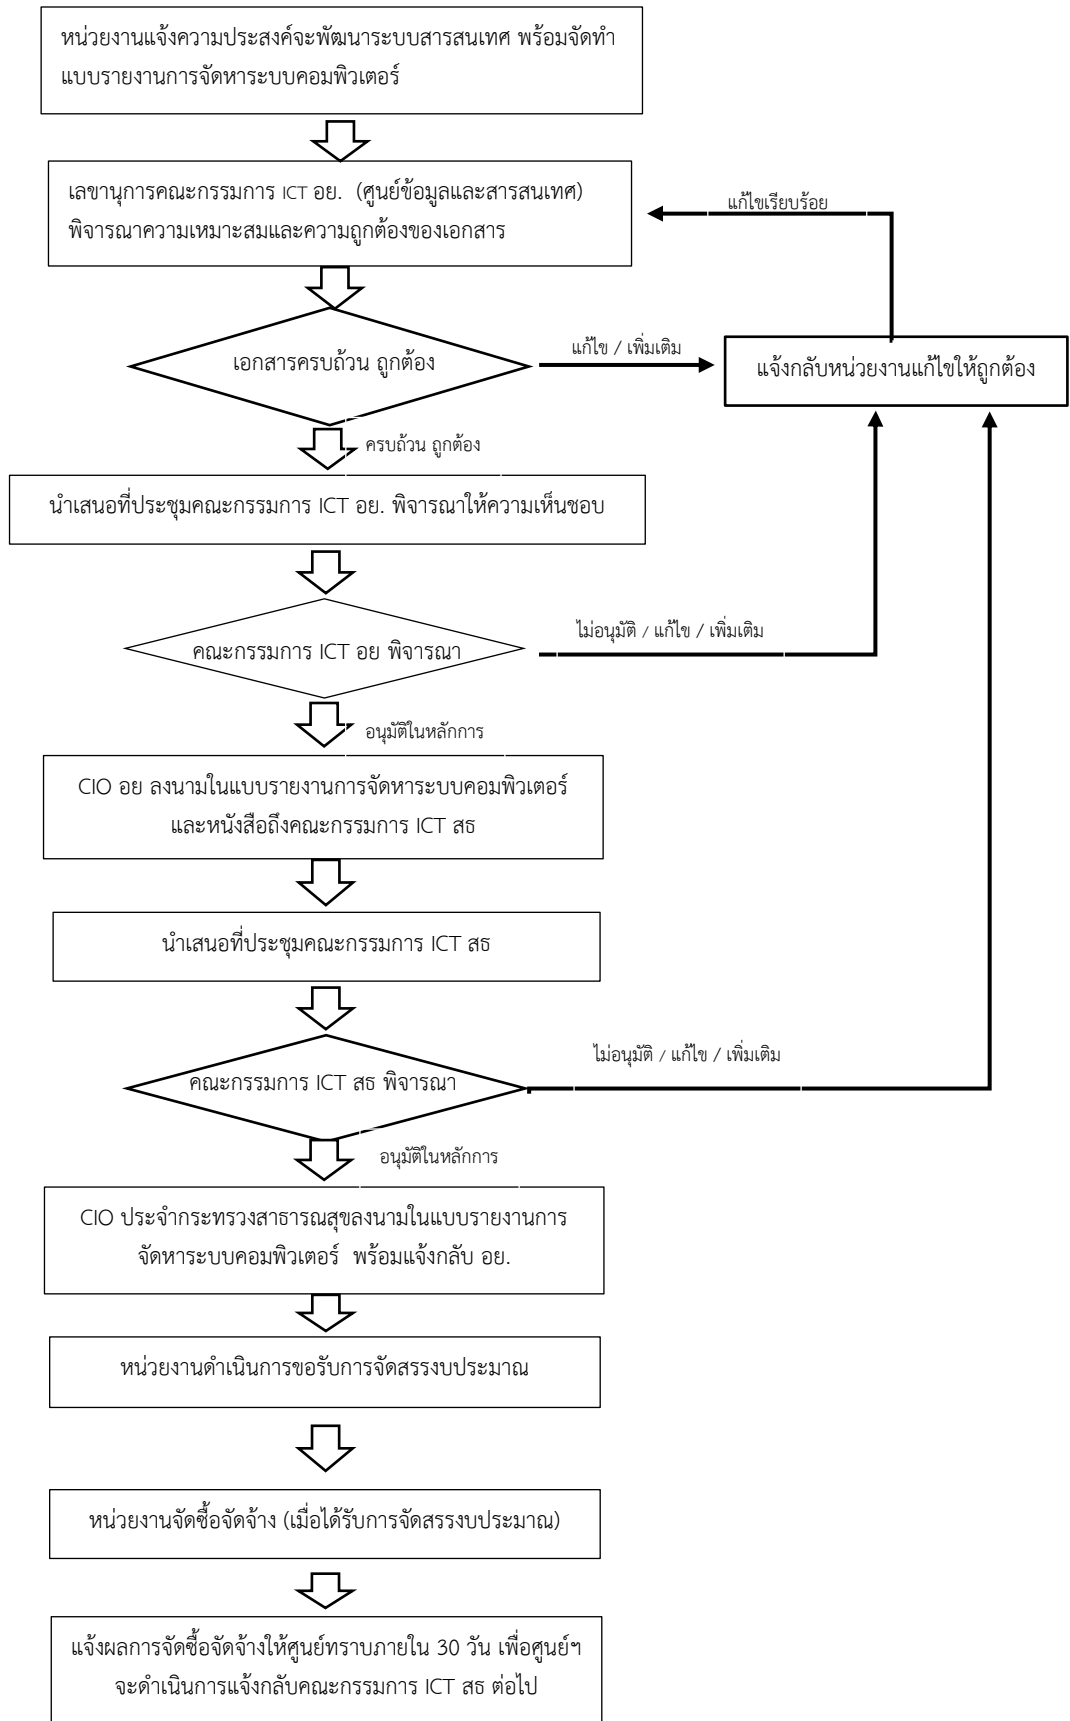 หน่วยงานแจ้งความประสงค์จะพัฒนาระบบสารสนเทศ พร้อมจัดทำ
แบบรายงานการจัดหาระบบคอมพิวเตอร์
เลขานุการคณะกรรมการ ICT อย. (ศูนย์ข้อมูลและสารสนเทศ)
พิจารณาความเหมาะสมและความถูกต้องของเอกสาร
แก้ไขเรียบร้อย
เอกสารครบถ้วน ถูกต้อง
แก้ไข / เพิ่มเติม
แจ้งกลับหน่วยงานแก้ไขให้ถูกต้อง
ครบถ้วน ถูกต้อง
นำเสนอที่ประชุมคณะกรรมการ ICT อย. พิจารณาให้ความเห็นชอบ
ไม่อนุมัติ / แก้ไข / เพิ่มเติม
คณะกรรมการ ICT อย พิจารณา
อนุมัติในหลักการ
CIO อย ลงนามในแบบรายงานการจัดหาระบบคอมพิวเตอร์
และหนังสือถึงคณะกรรมการ ICT สธ
นำเสนอที่ประชุมคณะกรรมการ ICT สธ
ไม่อนุมัติ / แก้ไข / เพิ่มเติม
คณะกรรมการ ICT สธ พิจารณา
อนุมัติในหลักการ
CIO ประจำกระทรวงสาธารณสุขลงนามในแบบรายงานการ
จัดหาระบบคอมพิวเตอร์ พร้อมแจ้งกลับ อย.
หน่วยงานดำเนินการขอรับการจัดสรรงบประมาณ
หน่วยงานจัดซื้อจัดจ้าง (เมื่อได้รับการจัดสรรงบประมาณ)
แจ้งผลการจัดซื้อจัดจ้างให้ศูนย์ทราบภายใน 30 วัน เพื่อศูนย์ฯ
จะดำเนินการแจ้งกลับคณะกรรมการ ICT สธ ต่อไป